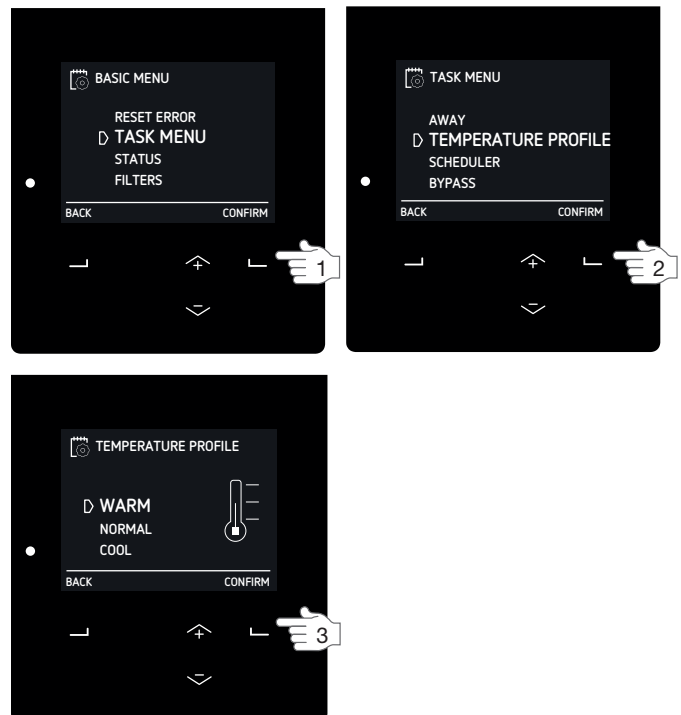 BASIC MENU
RESET ERROR
TASK MENU
STATUS
FILTERS
BACK CONFIRM
1
TASK MENU
AWAY
TEMPERATURE PROFILE
SCHEDULER
BYPASS
BACK CONFIRM
2
TEMPERATURE PROFILE
WARM
NORMAL
COOL
BACK CONFIRM
3